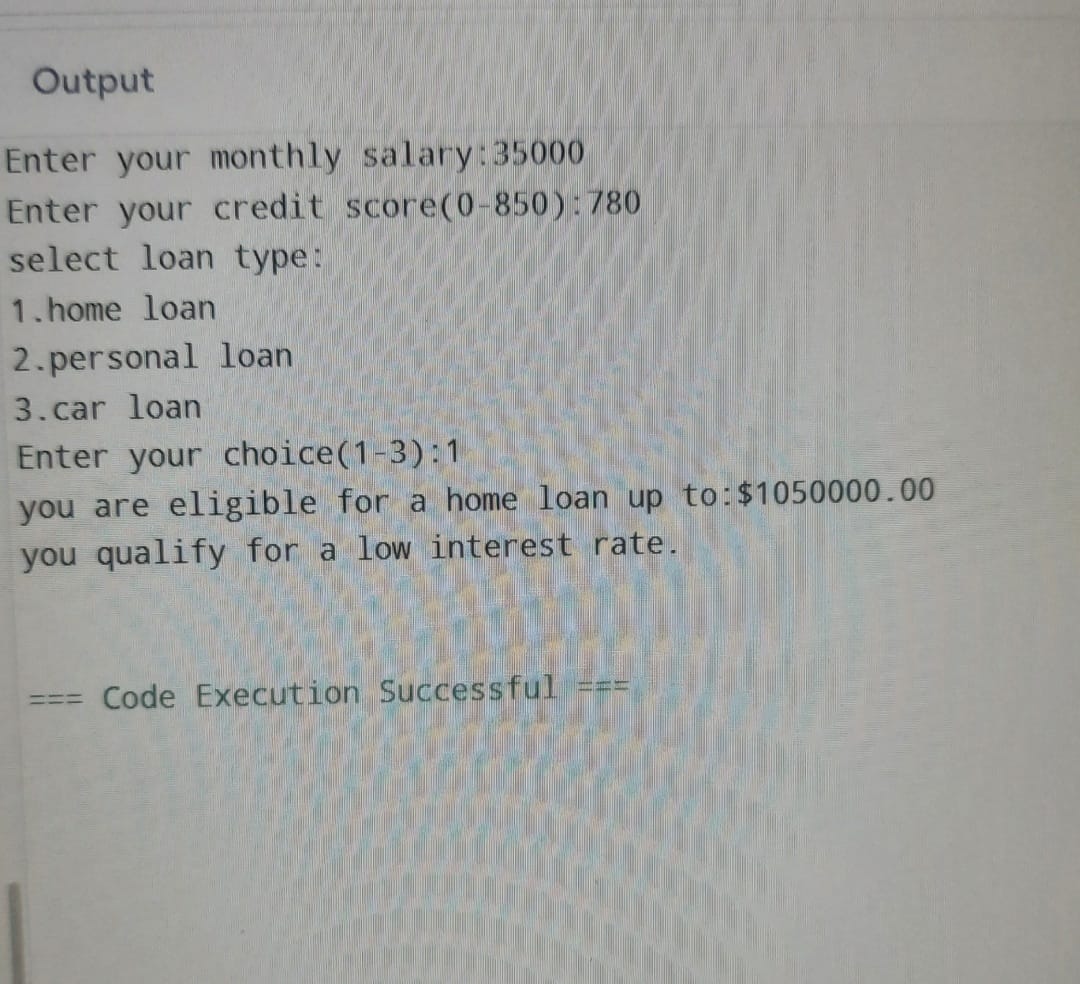 Output
Enter your monthly salary:35000
Enter your credit score(0-850):780
select loan type:
1.home loan
2.personal loan
3.car loan
Enter your choice(1-3):1
you are eligible for a home loan up to:$1050000.00
you qualify for a low interest rate.
=== Code Execution Successful ===